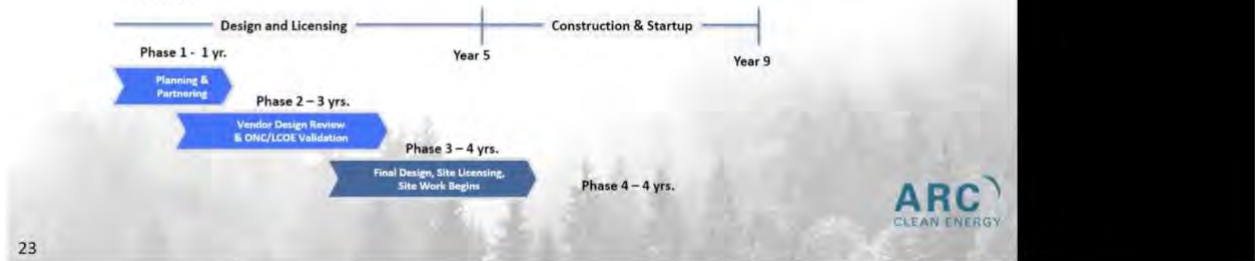 Design and Licensing
Construction & Startup
Year 5
Year 9
Phase 1 - 1 yr.
Planning &
Partnering
Phase 2 – 3 yrs.
Vendor Design Review
& ONC/LCOE Validation
Phase 3 – 4 yrs.
Final Design, Site Licensing,
Site Work Begins
Phase 4 – 4 yrs.
ARC
CLEAN ENERGY
23